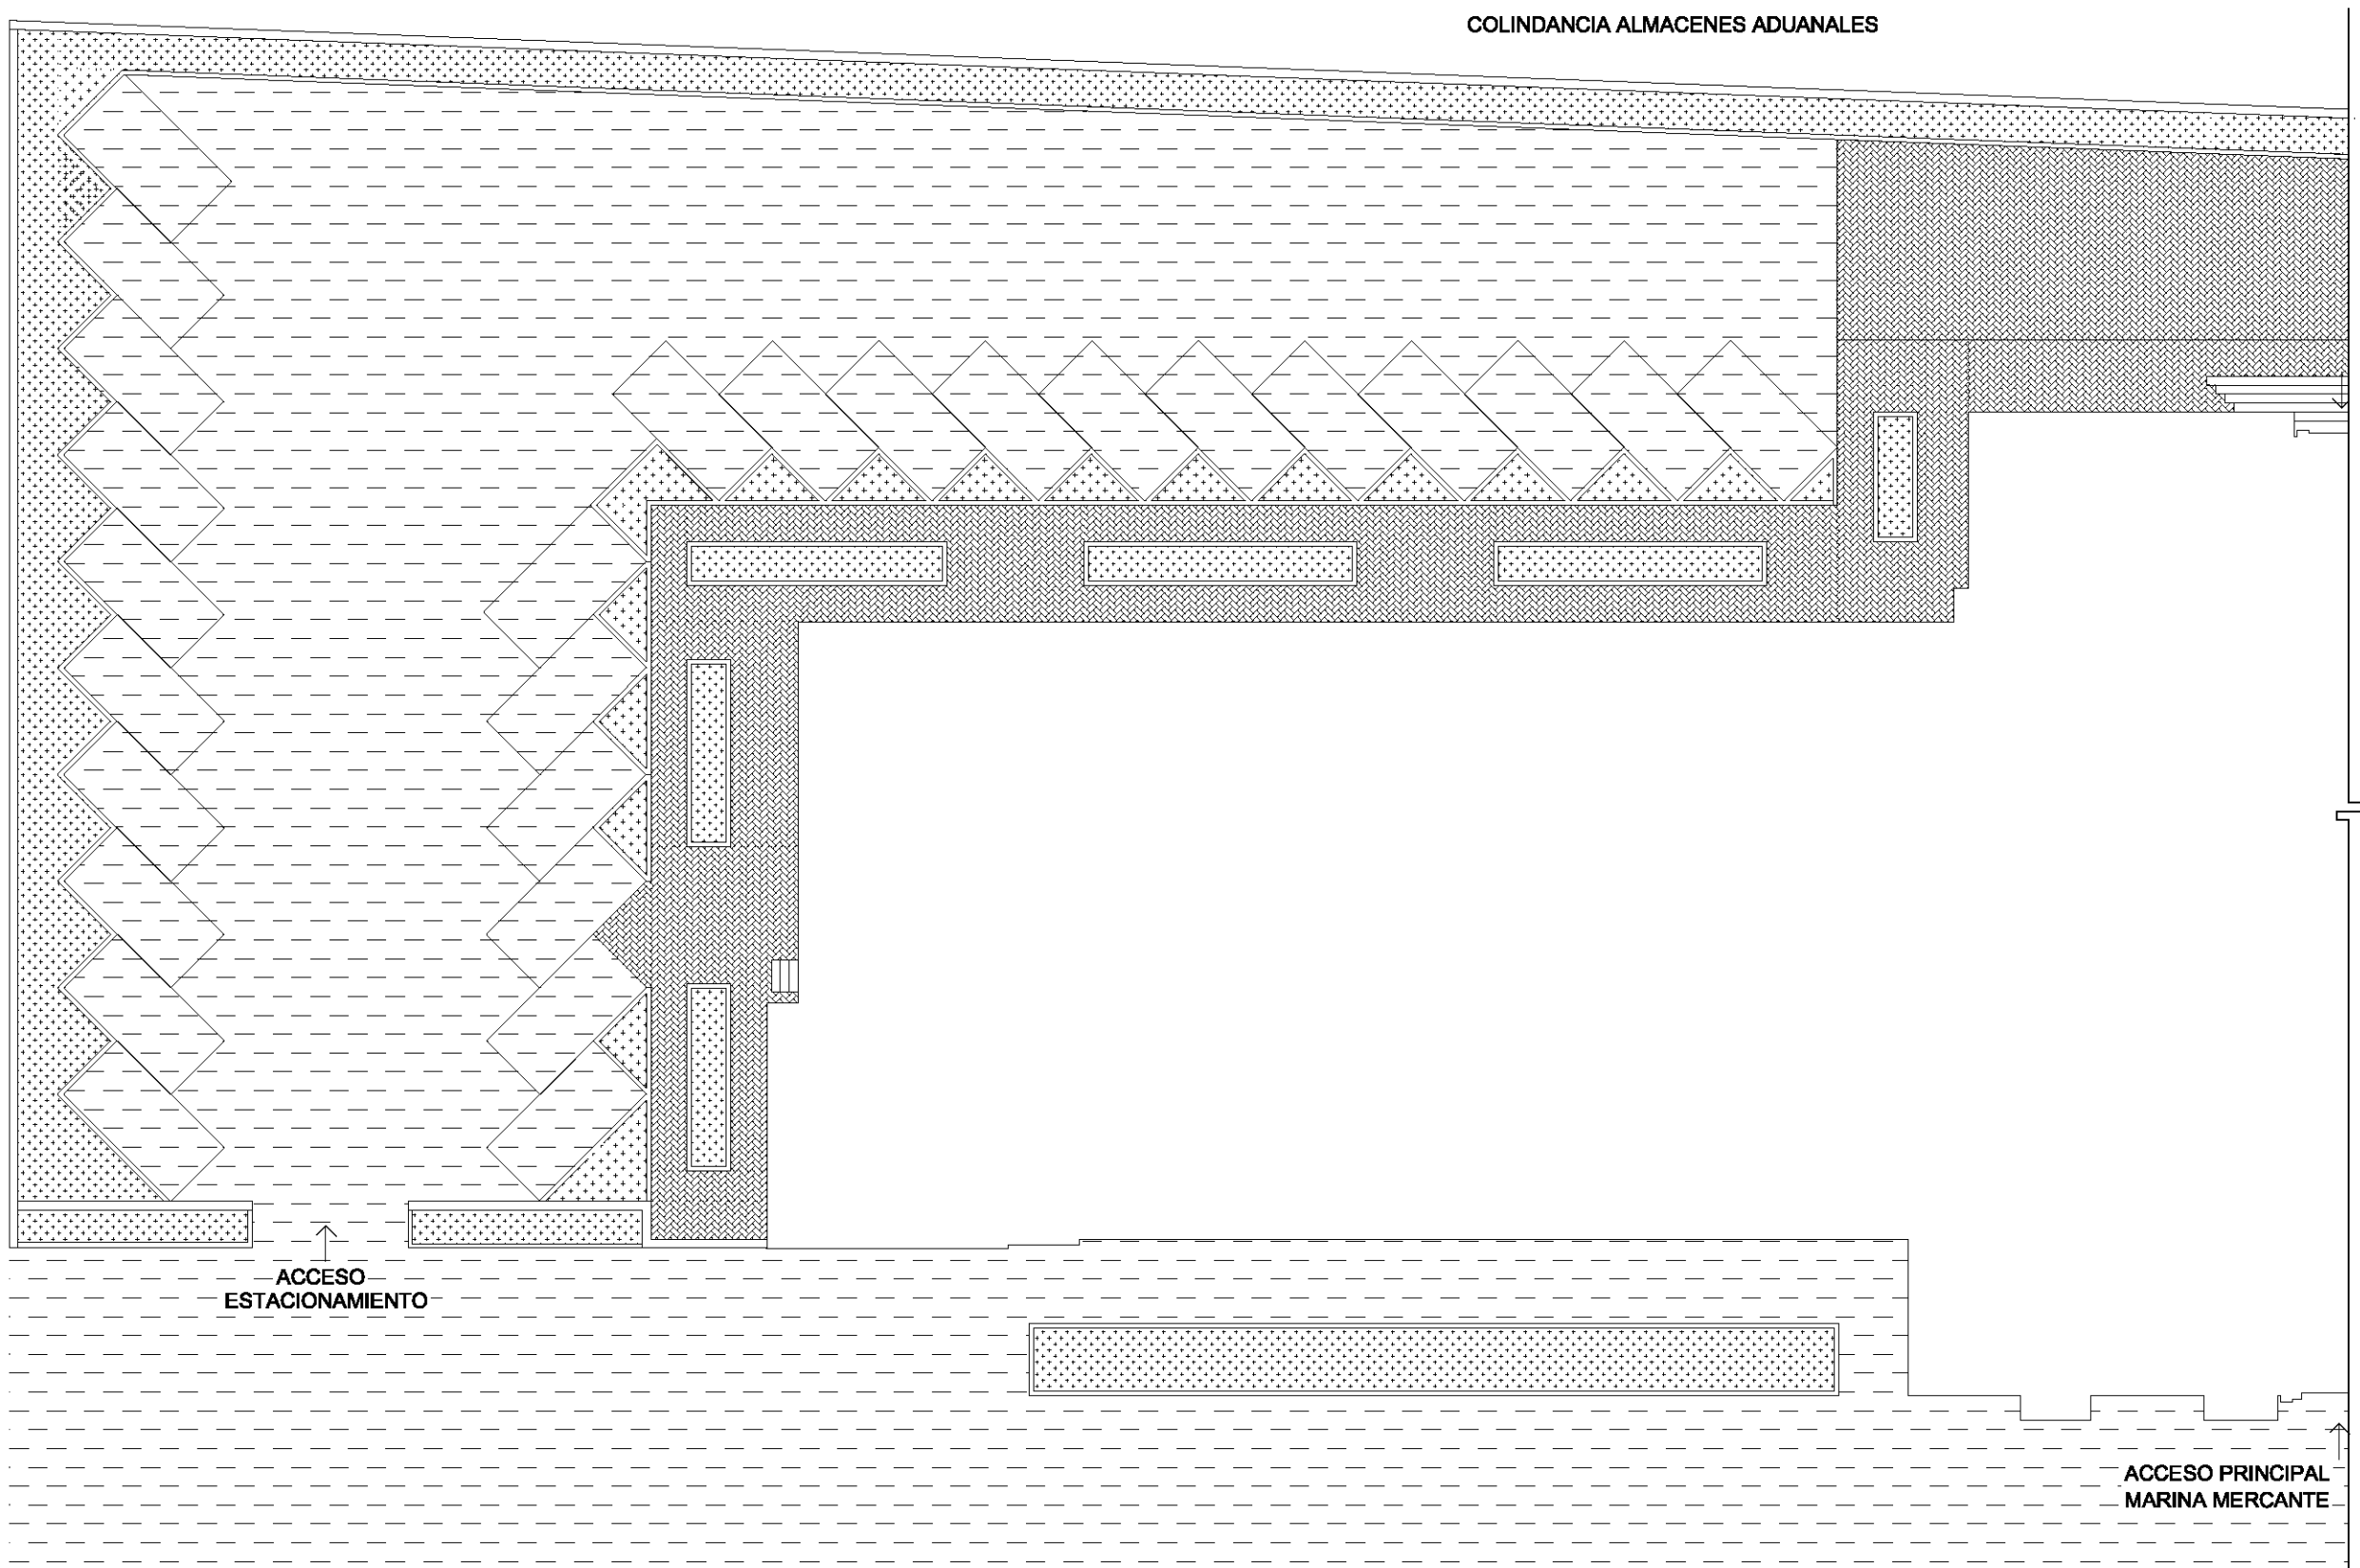 COLINDANCIA ALMACENES ADUANALES
ACCESO
ESTACIONAMIENTO
ACCESO PRINCIPAL
MARINA MERCANTE